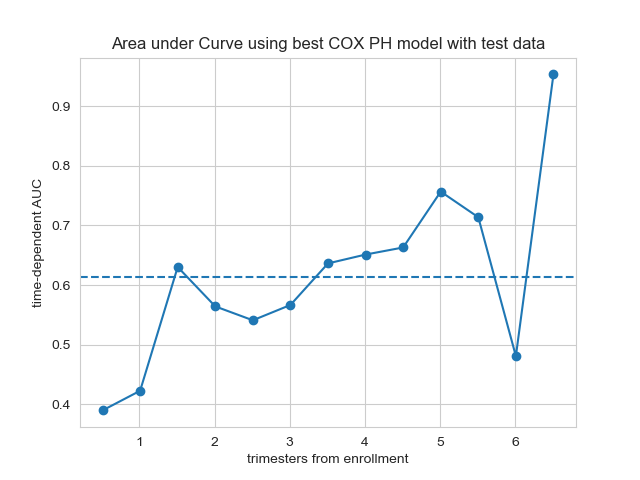 Area under Curve using best COX PH model with test data
time-dependent AUC
0.9
0.8
0.7
0.6
0.5
0.4
1 2 3 4 5 6
trimesters from enrollment